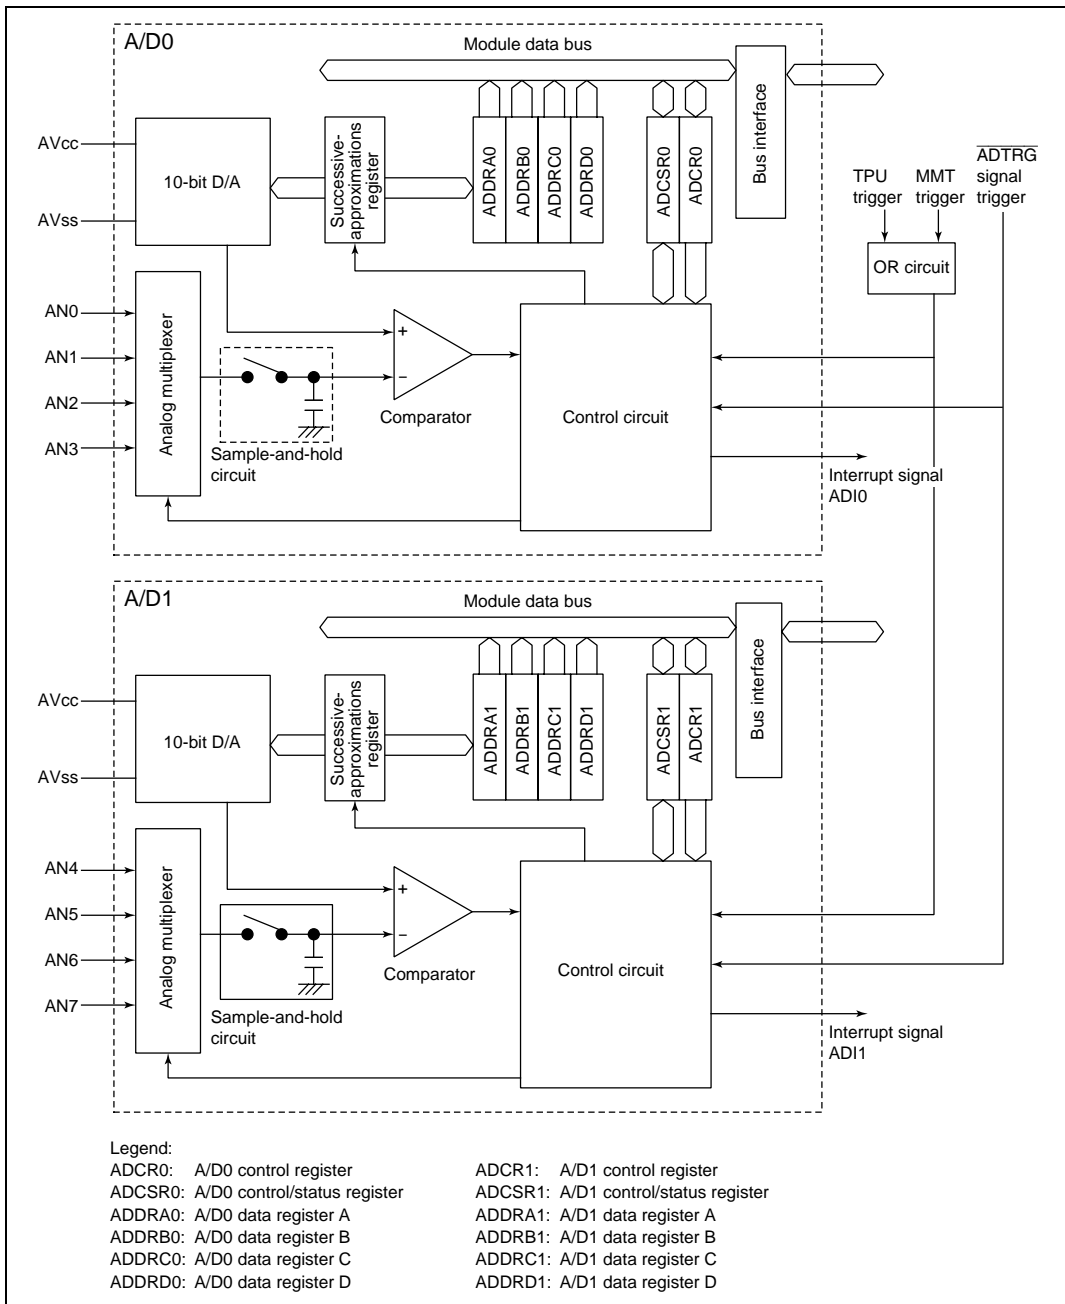 A/D0
Module data bus
Bus interface
AVcc
AVss
10-bit D/A
Successive-
approximations
register
ADDRA0
ADDRB0
ADDRC0
ADDRD0
ADCSR0
ADCR0
TPU
trigger
MMT
trigger
ADTRG
signal
trigger
OR circuit
AN0
AN1
AN2
AN3
Analog multiplexer
Sample-and-hold
circuit
+
−
Comparator
Control circuit
Interrupt signal
ADI0
A/D1
Module data bus
Bus interface
AVcc
AVss
10-bit D/A
Successive-
approximations
register
ADDRA1
ADDRB1
ADDRC1
ADDRD1
ADCSR1
ADCR1
AN4
AN5
AN6
AN7
Analog multiplexer
Sample-and-hold
circuit
+
−
Comparator
Control circuit
Interrupt signal
ADI1
Legend:
ADCR0: A/D0 control register
ADCSR0: A/D0 control/status register
ADDRA0: A/D0 data register A
ADDRB0: A/D0 data register B
ADDRC0: A/D0 data register C
ADDRD0: A/D0 data register D
ADCR1: A/D1 control register
ADCSR1: A/D1 control/status register
ADDRA1: A/D1 data register A
ADDRB1: A/D1 data register B
ADDRC1: A/D1 data register C
ADDRD1: A/D1 data register D